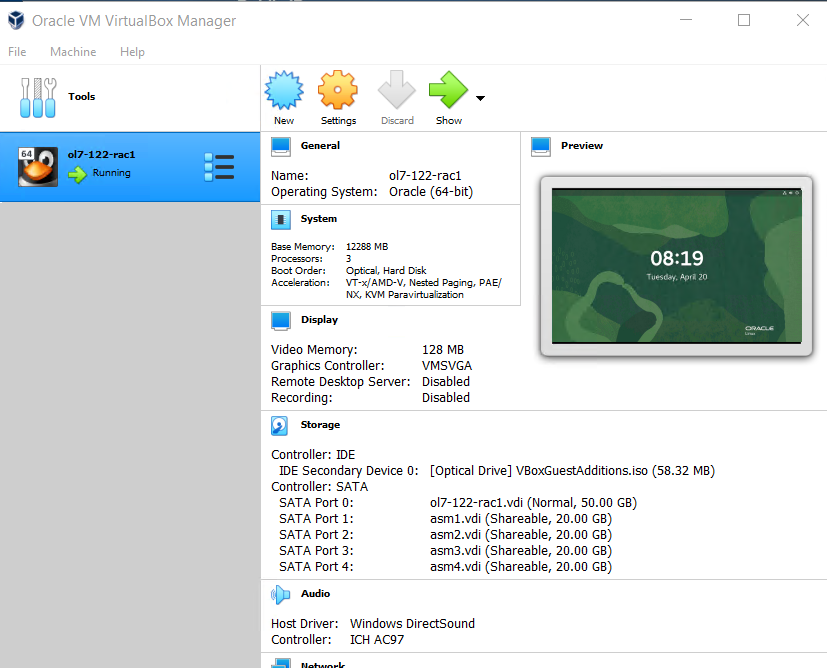 Oracle VM VirtualBox Manager
File Machine Help
Tools
New Settings Discard Show
64
ol7-122-rac1
Running
General
Name: ol7-122-rac1
Operating System: Oracle (64-bit)
System
Base Memory: 12288 MB
Processors: 3
Boot Order: Optical, Hard Disk
Acceleration: VT-x/AMD-V, Nested Paging, PAE/
NX, KVM Paravirtualization
Preview
08:19
Tuesday, April 20
ORACLE
Linux
Display
Video Memory: 128 MB
Graphics Controller: VMSVGA
Remote Desktop Server: Disabled
Recording: Disabled
Storage
Controller: IDE
IDE Secondary Device 0: [Optical Drive] VBoxGuestAdditions.iso (58.32 MB)
Controller: SATA
SATA Port 0: ol7-122-rac1.vdi (Normal, 50.00 GB)
SATA Port 1: asm1.vdi (Shareable, 20.00 GB)
SATA Port 2: asm2.vdi (Shareable, 20.00 GB)
SATA Port 3: asm3.vdi (Shareable, 20.00 GB)
SATA Port 4: asm4.vdi (Shareable, 20.00 GB)
Audio
Host Driver: Windows DirectSound
Controller: ICH AC97
Network